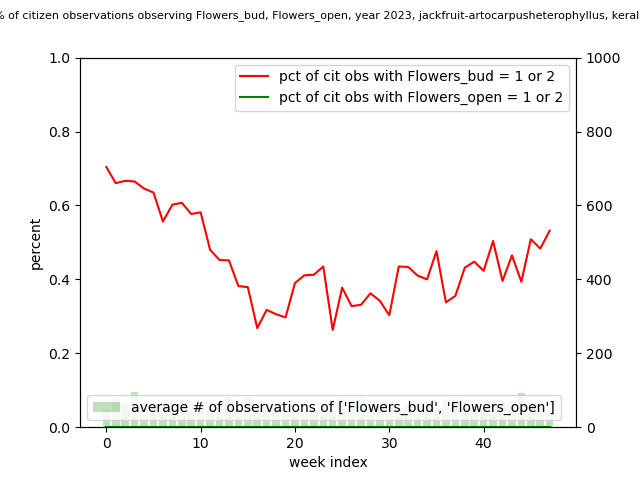 % of citizen observations observing Flowers_bud, Flowers_open, year 2023, jackfruit-artocarpusheterophyllus, keral
pct of cit obs with Flowers_bud = 1 or 2
pct of cit obs with Flowers_open = 1 or 2
1.0
0.8
0.6
0.4
0.2
0.0
percent
1000
800
600
400
200
0
average # of observations of ['Flowers_bud', 'Flowers_open']
0 10 20 30 40
week index